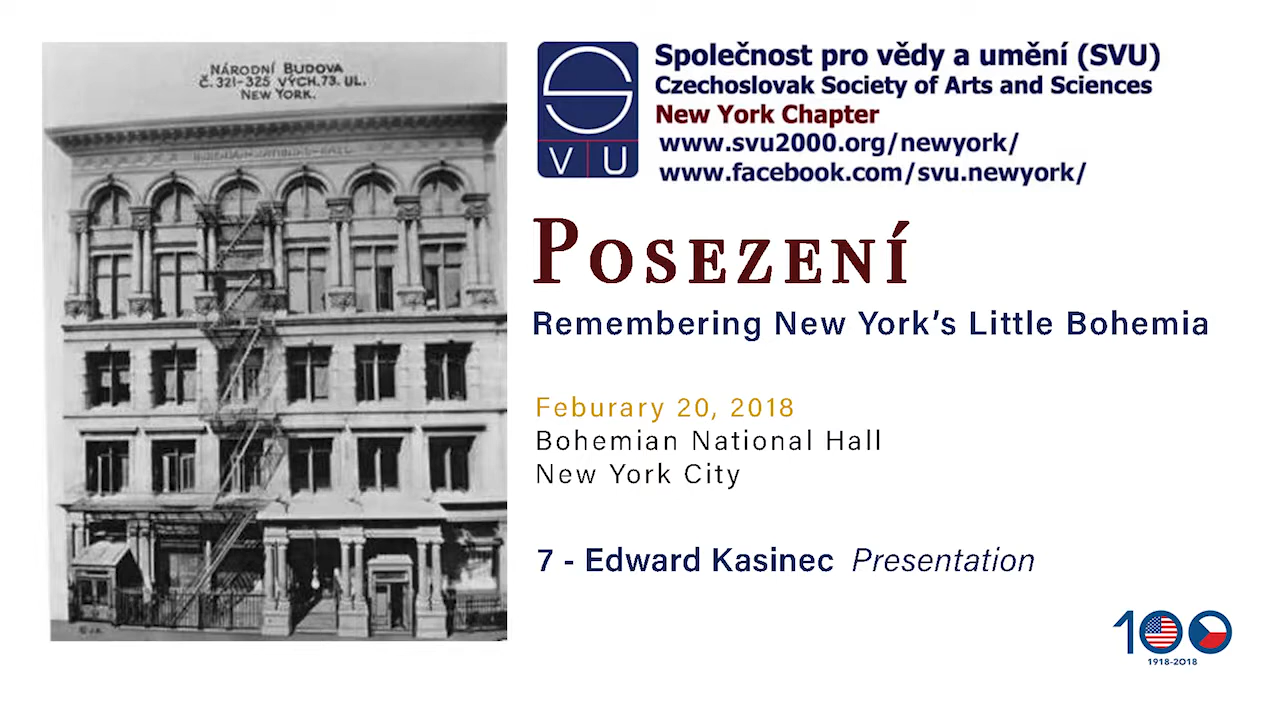 NÁRODNÍ BUDOVA
Č. 321-325 VÝCH. 73. UL.
NEW YORK.
SVU
Společnost pro vědy a umění (SVU)
Czechoslovak Society of Arts and Sciences
New York Chapter
www.svu2000.org/newyork/
www.facebook.com/svu.newyork/
POSEZENÍ
Remembering New York's Little Bohemia
Feburary 20, 2018
Bohemian National Hall
New York City
7 - Edward Kasinec Presentation
100
1918-2018